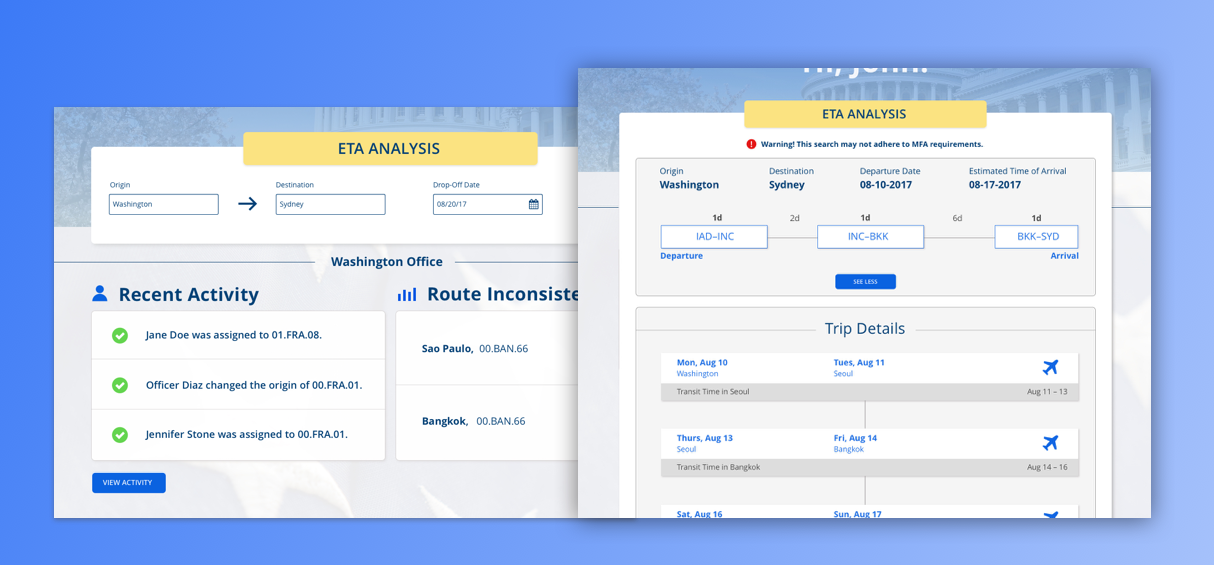 ETA ANALYSIS
Origin
Destination
Drop-Off Date
Washington
Sydney
08/20/17
Washington Office
Recent Activity
Jane Doe was assigned to 01.FRA.08.
Officer Diaz changed the origin of 00.FRA.01.
Jennifer Stone was assigned to 00.FRA.01.
VIEW ACTIVITY
Route Inconsiste
Sao Paulo, 00.BAN.66
Bangkok, 00.BAN.66
Hi, John!
ETA ANALYSIS
Warning! This search may not adhere to MFA requirements.
Origin
Destination
Departure Date
Estimated Time of Arrival
Washington
Sydney
08-10-2017
08-17-2017
1d
2d
1d
6d
1d
IAD–INC
INC–BKK
BKK–SYD
Departure
Arrival
SEE LESS
Trip Details
Mon, Aug 10
Tues, Aug 11
Washington
Seoul
Transit Time in Seoul
Aug 11 – 13
Thurs, Aug 13
Fri, Aug 14
Seoul
Bangkok
Transit Time in Bangkok
Aug 14 – 16
Sat, Aug 16
Sun, Aug 17